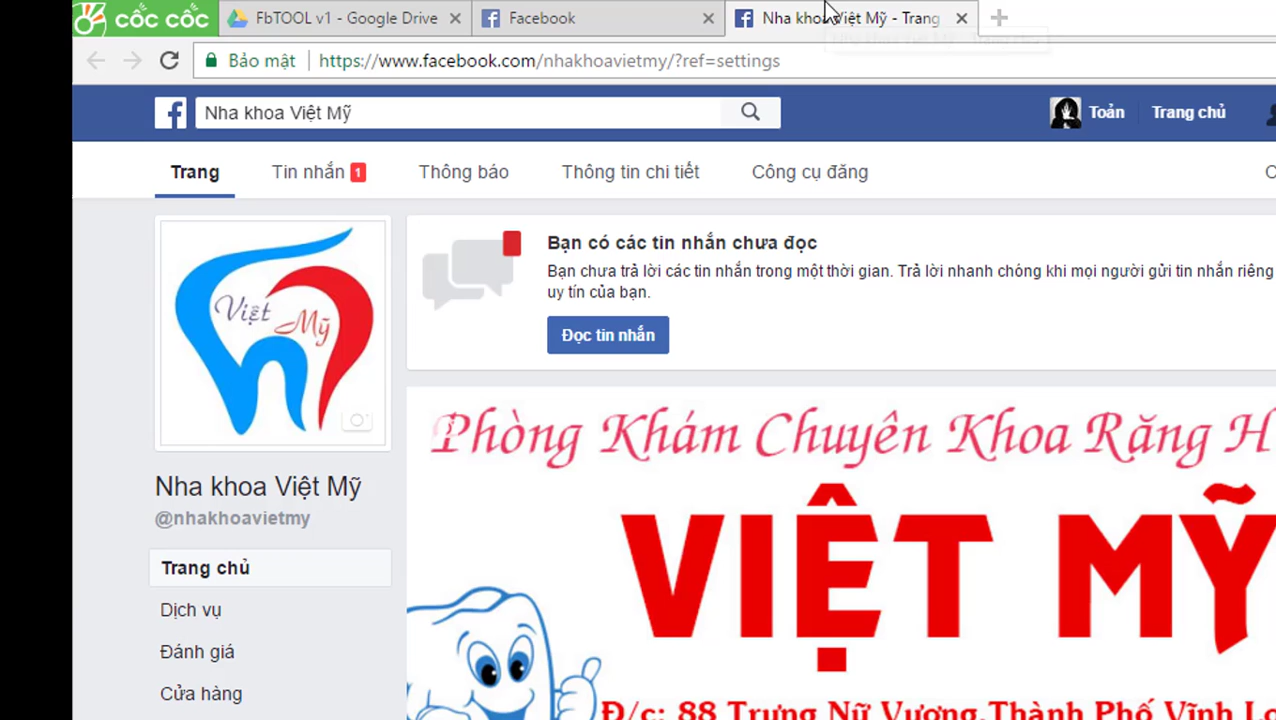 cốc cốc
FbTOOL v1 - Google Drive
Facebook
Nha khoa Việt Mỹ - Trang
Bảo mật
https://www.facebook.com/nhakhoavietmy/?ref=settings
Nha khoa Việt Mỹ
Toản
Trang chủ
Trang
Tin nhắn 1
Thông báo
Thông tin chi tiết
Công cụ đăng
Bạn có các tin nhắn chưa đọc
Bạn chưa trả lời các tin nhắn trong một thời gian. Trả lời nhanh chóng khi mọi người gửi tin nhắn riêng
uy tín của bạn.
Đọc tin nhắn
Việt Mỹ
Phòng Khám Chuyên Khoa Răng H
VIỆT MỸ
Đ/c: 88 Trưng Nữ Vương,Thành Phố Vĩnh Lo
Nha khoa Việt Mỹ
@nhakhoavietmy
Trang chủ
Dịch vụ
Đánh giá
Cửa hàng